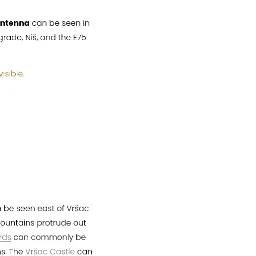 ntenna can be seen in
grade, Niš, and the E75
visible.
be seen east of Vršac
ountains protrude out
rds can commonly be
s. The Vršac Castle can